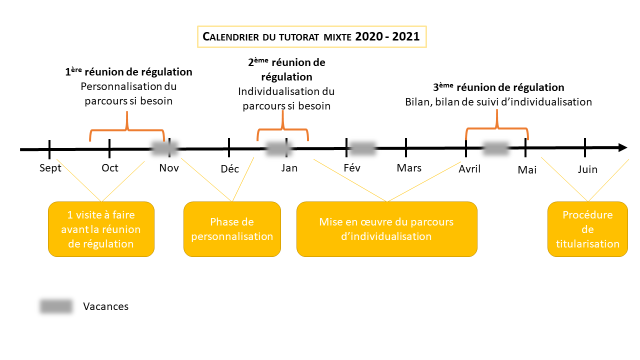 CALENDRIER DU TUTORAT MIXTE 2020 - 2021
1ère réunion de régulation
Personnalisation du
parcours si besoin
2ème réunion de
régulation
Individualisation du
parcours si besoin
3ème réunion de régulation
Bilan, bilan de suivi d'individualisation
Sept Oct Nov Déc Jan Fév Mars Avril Mai Juin
1 visite à faire
avant la réunion
de régulation
Phase de
personnalisation
Mise en œuvre du parcours
d'individualisation
Procédure
de
titularisation
Vacances